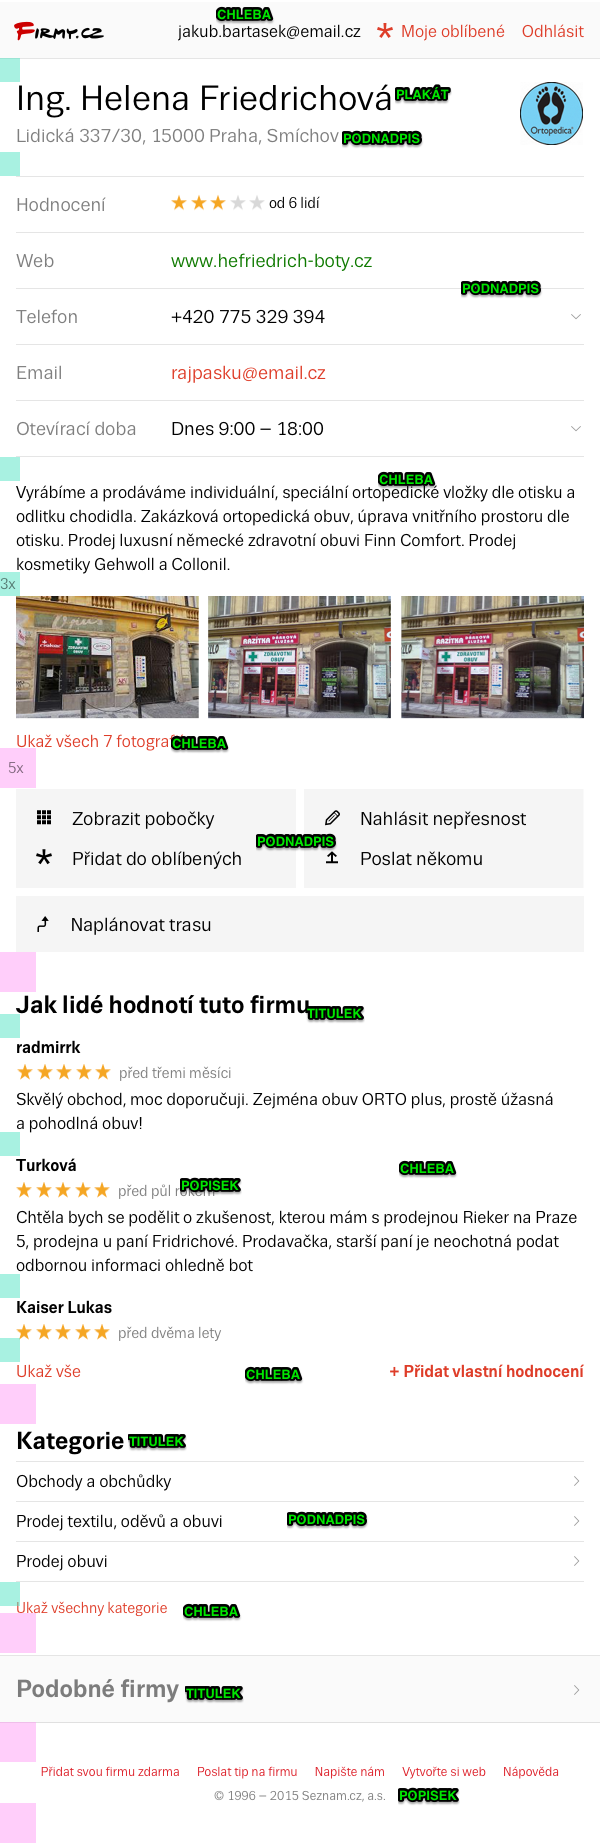 CHLEBA
Firmy.cz
jakub.bartasek@email.cz
Moje oblíbené
Odhlásit
Ing. Helena Friedrichová
PLAKÁT
Lidická 337/30, 15000 Praha, Smíchov
PODNADPIS
Ortopedica
Hodnocení
od 6 lidí
Web
www.hefriedrich-boty.cz
PODNADPIS
Telefon
+420 775 329 394
Email
rajpasku@email.cz
Otevírací doba
Dnes 9:00 – 18:00
CHLEBA
Vyrábíme a prodáváme individuální, speciální ortopedické vložky dle otisku a
odlitku chodidla. Zakázková ortopedická obuv, úprava vnitřního prostoru dle
otisku. Prodej luxusní německé zdravotní obuvi Finn Comfort. Prodej
kosmetiky Gehwoll a Collonil.
3x
RAZÍTKA
ZDRAVOTNÍ
OBUV
RAZÍTKA
ZDRAVOTNÍ
OBUV
Ukaž všech 7
CHLEBA
5x
Zobrazit pobočky
Nahlásit nepřesnost
PODNADPIS
Přidat do oblíbených
Poslat někomu
Naplánovat trasu
Jak lidé hodnotí tuto firmu
TITULEK
radmirrk
před třemi měsíci
Skvělý obchod, moc doporučuji. Zejména obuv ORTO plus, prostě úžasná
a pohodlná obuv!
Turková
CHLEBA
před půl rokem
POPISEK
Chtěla bych se podělit o zkušenost, kterou mám s prodejnou Rieker na Praze
5, prodejna u paní Fridrichové. Prodavačka, starší paní je neochotná podat
odbornou informaci ohledně bot
Kaiser Lukas
před dvěma lety
Ukaž vše
CHLEBA
+ Přidat vlastní hodnocení
Kategorie
TITULEK
Obchody a obchůdky
Prodej textilu, oděvů a obuvi
PODNADPIS
Prodej obuvi
Ukaž všechny kategorie
CHLEBA
Podobné firmy
TITULEK
Přidat svou firmu zdarma
Poslat tip na firmu
Napište nám
Vytvořte si web
Nápověda
© 1996 – 2015 Seznam.cz, a.s.
POPISEK